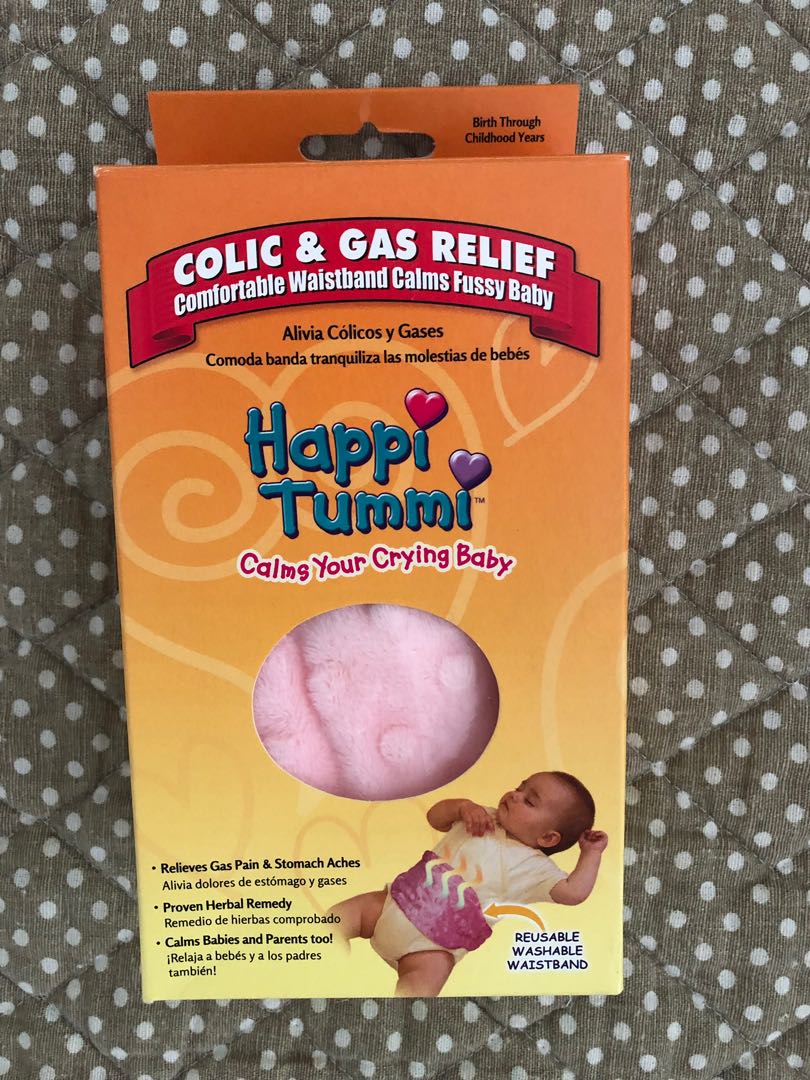 Birth Through
Childhood Years
COLIC & GAS RELIEF
Comfortable Waistband Calms Fussy Baby
Alivia Cólicos y Gases
Comoda banda tranquiliza las molestias de bebés
Happi
Tummi™
Calms Your Crying Baby
• Relieves Gas Pain & Stomach Aches
Alivia dolores de estómago y gases
• Proven Herbal Remedy
Remedio de hierbas comprobado
• Calms Babies and Parents too!
¡Relaja a bebés y a los padres
también!
REUSABLE
WASHABLE
WAISTBAND